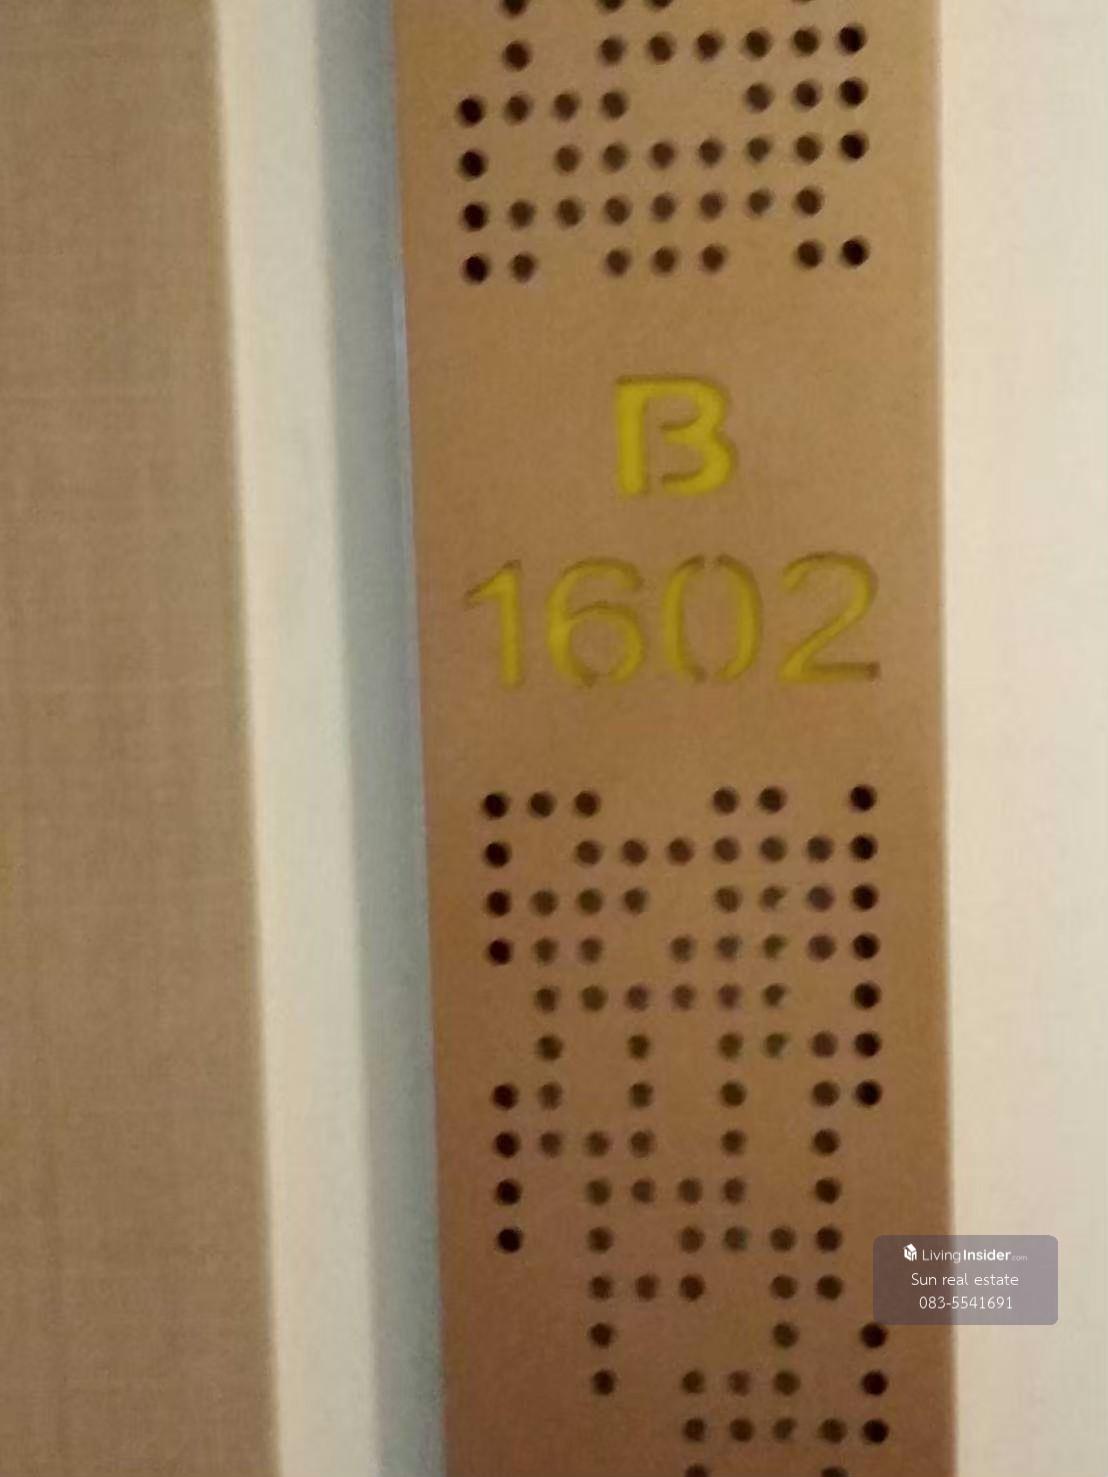 B
1602
LivingInsider.com
Sun real estate
083-5541691